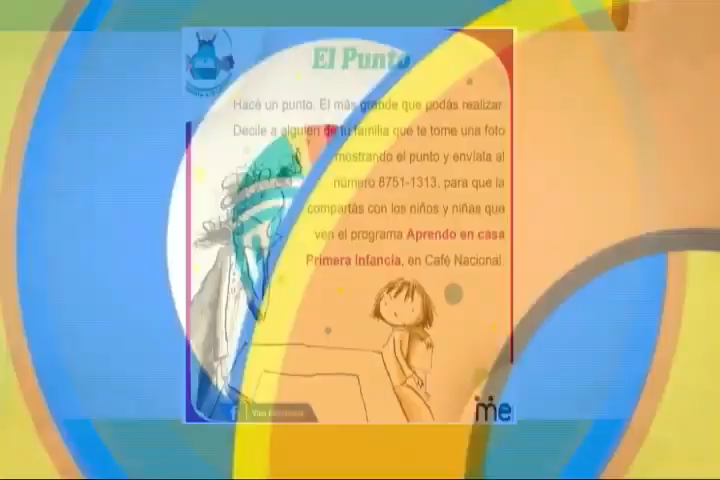 El Punto
Hacé un punto. El más grande que podás realizar.
Decile a alguien de tu familia que te tome una foto
mostrando el punto y envíala al
número 8751-1313, para que la
compartás con los niños y niñas que
ven el programa Aprendo en casa
Primera Infancia, en Café Nacional.
me